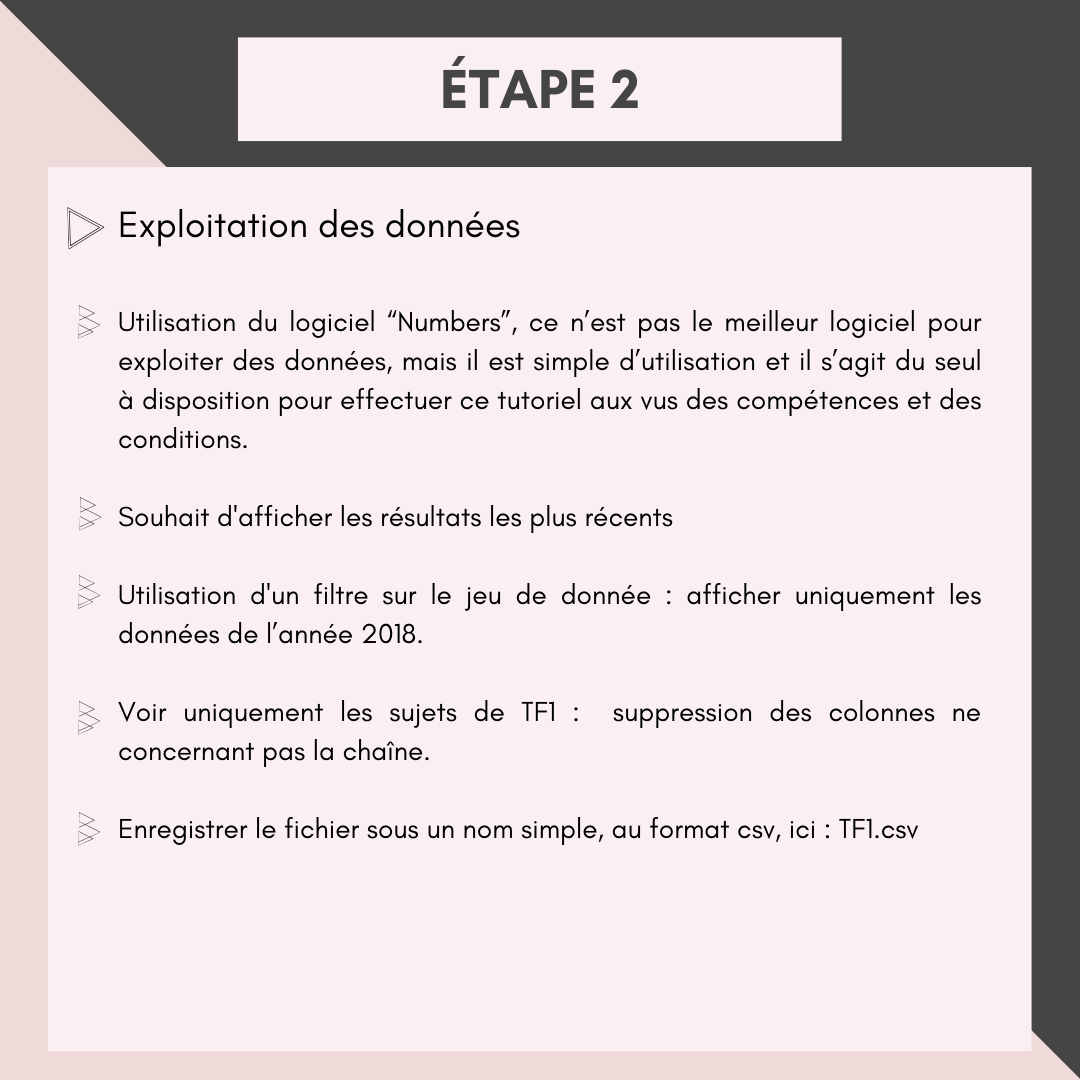 ÉTAPE 2
Exploitation des données
Utilisation du logiciel “Numbers”, ce n’est pas le meilleur logiciel pour
exploiter des données, mais il est simple d’utilisation et il s’agit du seul
à disposition pour effectuer ce tutoriel aux vus des compétences et des
conditions.
Souhait d'afficher les résultats les plus récents
Utilisation d'un filtre sur le jeu de donnée : afficher uniquement les
données de l’année 2018.
Voir uniquement les sujets de TF1 :  suppression des colonnes ne
concernant pas la chaîne.
Enregistrer le fichier sous un nom simple, au format csv, ici : TF1.csv